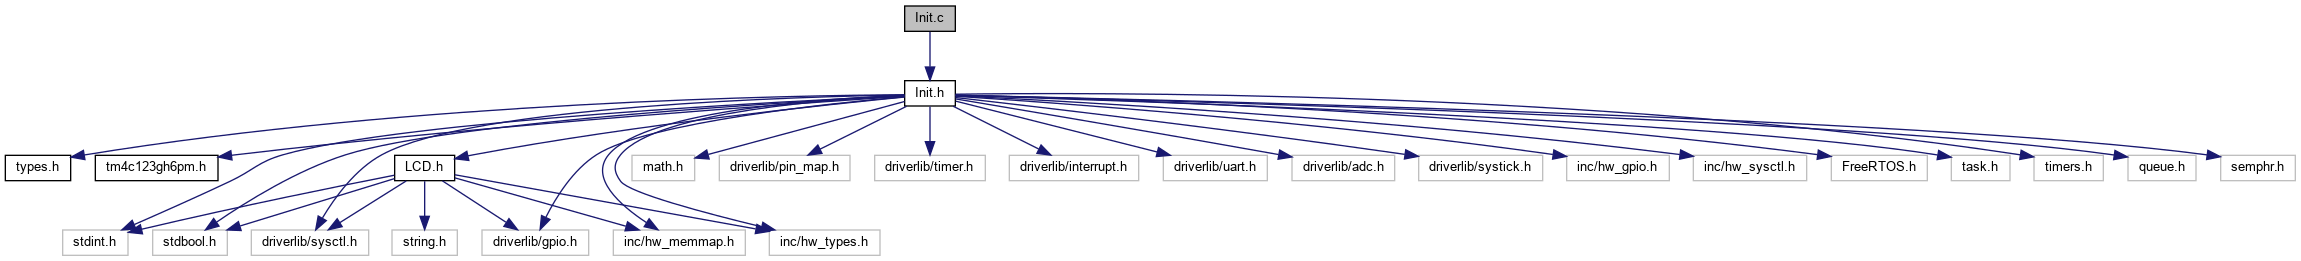 Init.c
Init.h
types.h
tm4c123gh6pm.h
LCD.h
math.h
driverlib/pin_map.h
driverlib/timer.h
driverlib/interrupt.h
driverlib/uart.h
driverlib/adc.h
driverlib/systick.h
inc/hw_gpio.h
inc/hw_sysctl.h
FreeRTOS.h
task.h
timers.h
queue.h
semphr.h
stdint.h
stdbool.h
driverlib/sysctl.h
string.h
driverlib/gpio.h
inc/hw_memmap.h
inc/hw_types.h